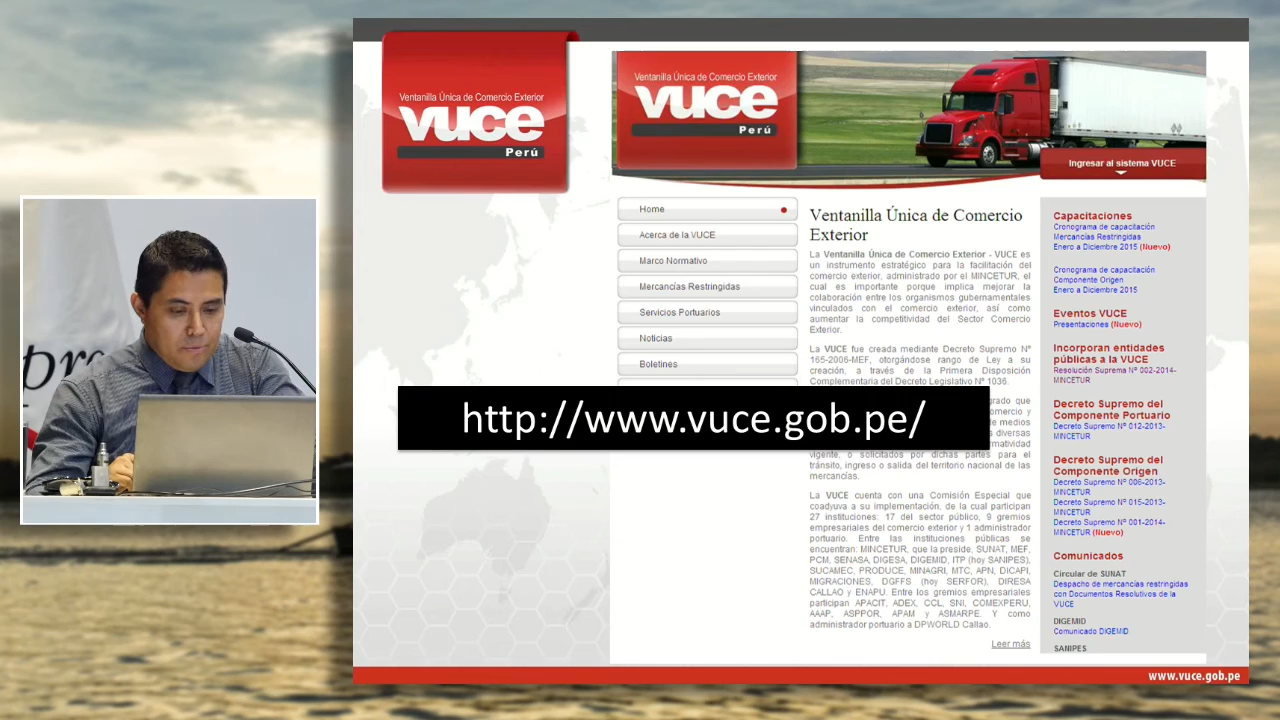 Ventanilla Única de Comercio Exterior
vuce
Perú
Ventanilla Única de Comercio Exterior
vuce
Perú
Ingresar al sistema VUCE
Home
Acerca de la VUCE
Marco Normativo
Mercancías Restringidas
Servicios Portuarios
Noticias
Boletines
Ventanilla Única de Comercio
Exterior
La Ventanilla Única de Comercio Exterior - VUCE es
un instrumento estratégico para la facilitación del
comercio exterior, administrado por el MINCETUR, el
cual es importante porque implica mejorar la
colaboración entre los organismos gubernamentales
vinculados con el comercio exterior, así como
aumentar la competitividad del Sector Comercio
Exterior.
La VUCE fue creada mediante Decreto Supremo Nº
165-2006-MEF, otorgándose rango de Ley a su
creación, a través de la Primera Disposición
Complementaria del Decreto Legislativo Nº 1036.
grado que
omercio y
de medios
s diversas
rmatividad
vigente, o solicitados por dichas partes para el
tránsito, ingreso o salida del territorio nacional de las
mercancías.
La VUCE cuenta con una Comisión Especial que
coadyuva a su implementación, de la cual participan
27 instituciones: 17 del sector público, 9 gremios
empresariales del comercio exterior y 1 administrador
portuario. Entre las instituciones públicas se
encuentran: MINCETUR, que la preside, SUNAT, MEF,
PCM, SENASA, DIGESA, DIGEMID, ITP (hoy SANIPES),
SUCAMEC, PRODUCE, MINAGRI, MTC, APN, DICAPI,
MIGRACIONES, DGFFS (hoy SERFOR), DIRESA
CALLAO y ENAPU. Entre los gremios empresariales
participan APACIT, ADEX, CCL, SNI, COMEXPERU,
AAAP, ASPPOR, APAM y ASMARPE. Y como
administrador portuario a DPWORLD Callao.
Leer más
Capacitaciones
Cronograma de capacitación
Mercancías Restringidas
Enero a Diciembre 2015 (Nuevo)
Cronograma de capacitación
Componente Origen
Enero a Diciembre 2015
Eventos VUCE
Presentaciones (Nuevo)
Incorporan entidades
públicas a la VUCE
Resolución Suprema Nº 002-2014-
MINCETUR
Decreto Supremo del
Componente Portuario
Decreto Supremo Nº 012-2013-
MINCETUR
Decreto Supremo del
Componente Origen
Decreto Supremo Nº 006-2013-
MINCETUR
Decreto Supremo Nº 015-2013-
MINCETUR
Decreto Supremo Nº 001-2014-
MINCETUR (Nuevo)
Comunicados
Circular de SUNAT
Despacho de mercancías restringidas
con Documentos Resolutivos de la
VUCE
DIGEMID
Comunicado DIGEMID
SANIPES
http://www.vuce.gob.pe/
www.vuce.gob.pe